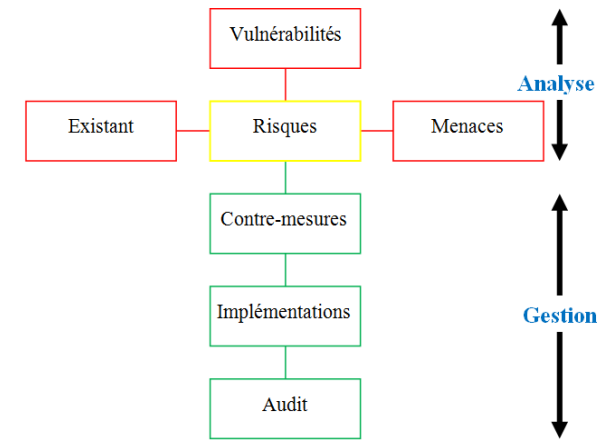 Vulnérabilités
Analyse
Existant
Risques
Menaces
Contre-mesures
Implémentations
Gestion
Audit